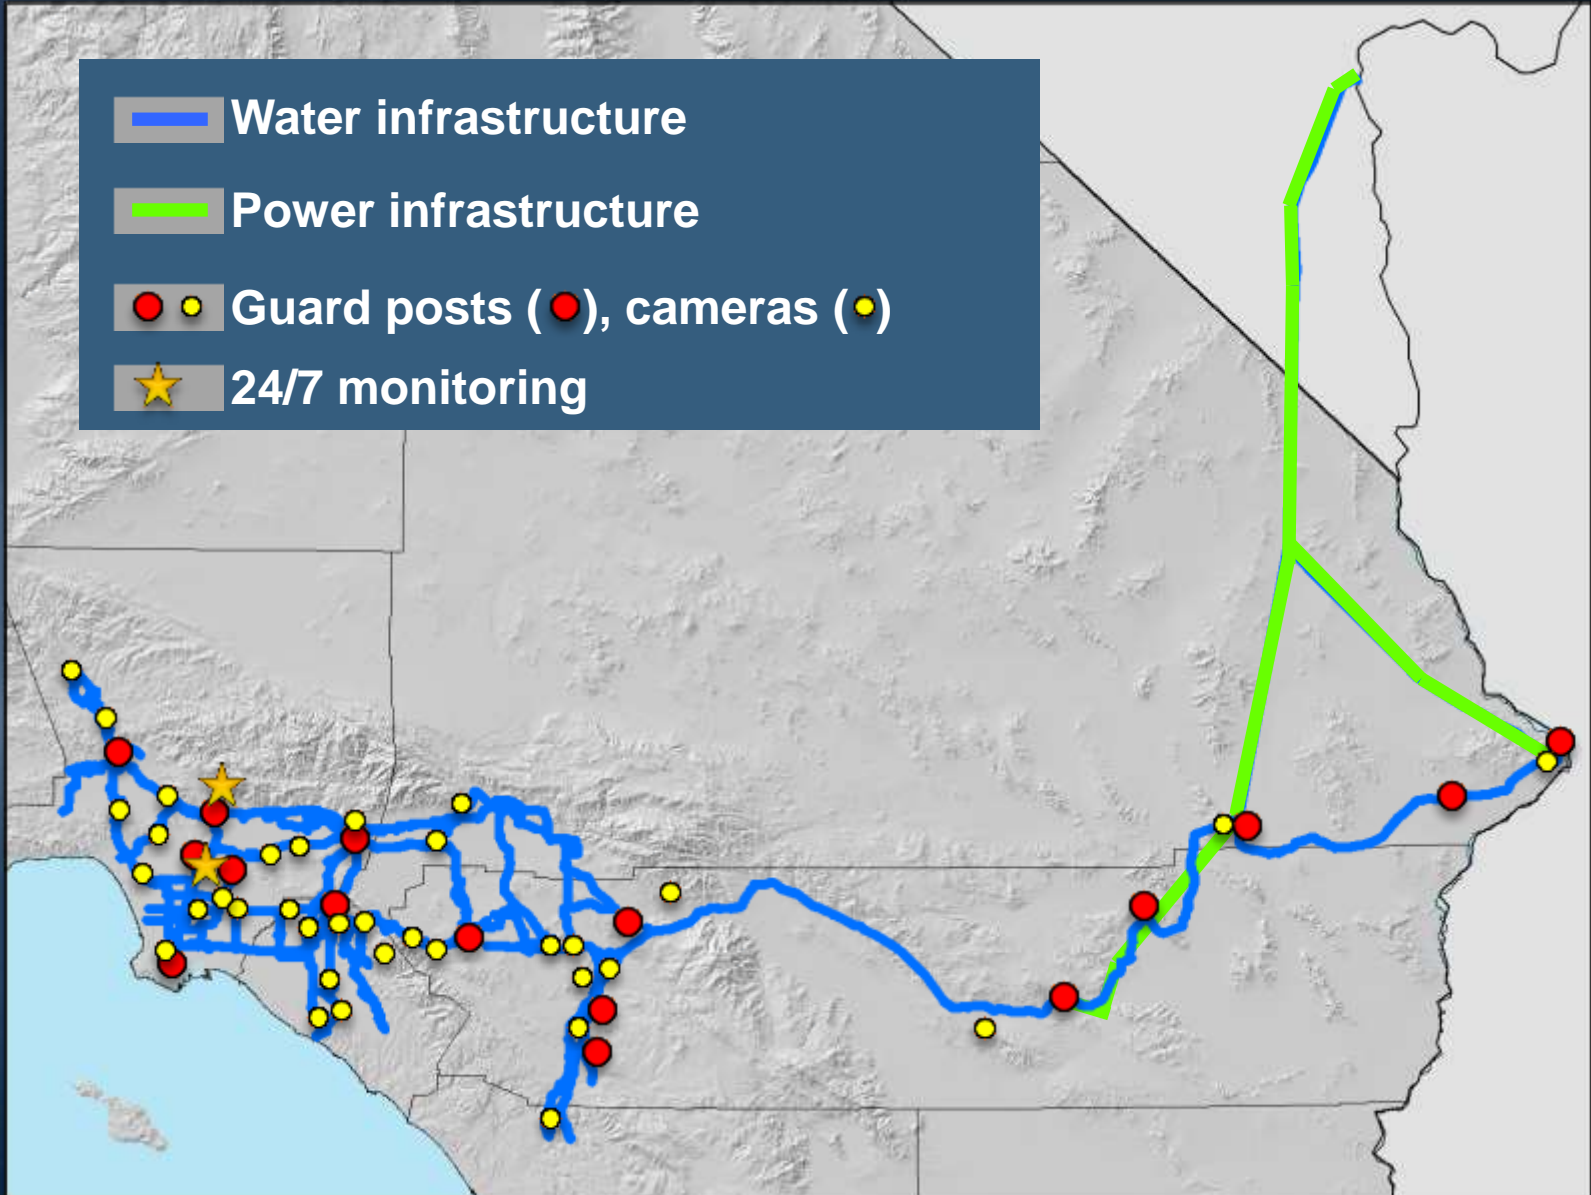 Water infrastructure
Power infrastructure
Guard posts ( ), cameras ( )
24/7 monitoring